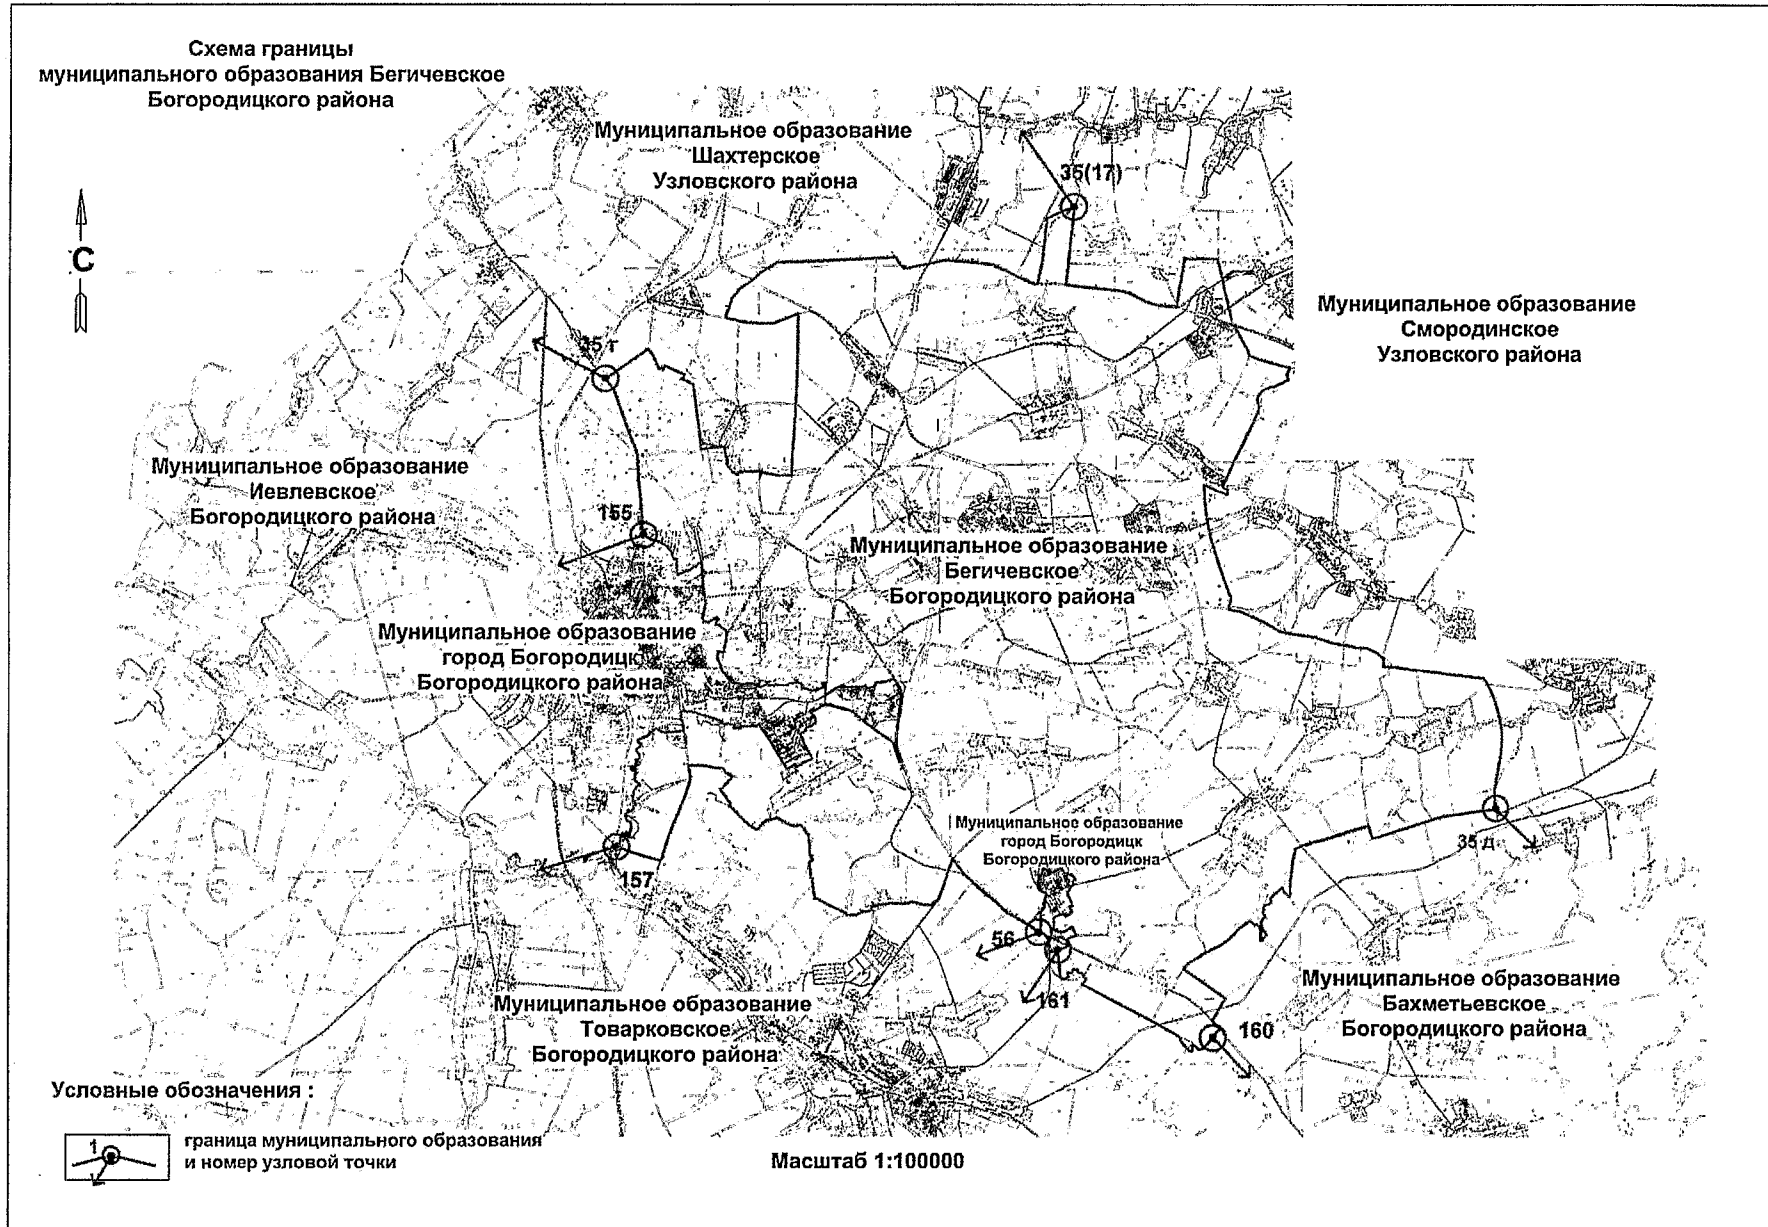 Схема границы
муниципального образования Бегичевское
Богородицкого района
Муниципальное образование
Шахтерское
Узловского района
35(17)
С
Муниципальное образование
Смородинское
Узловского района
35 г
Муниципальное образование
Иевлевское
Богородицкого района
155
Муниципальное образование
Бегичевское
Богородицкого района
Муниципальное образование
город Богородицк
Богородицкого района
Муниципальное образование
город Богородицк
Богородицкого района
35 д
157
56
161
160
Муниципальное образование
Товарковское
Богородицкого района
Муниципальное образование
Бахметьевское
Богородицкого района
Условные обозначения :
1
граница муниципального образования
и номер узловой точки
Масштаб 1:100000